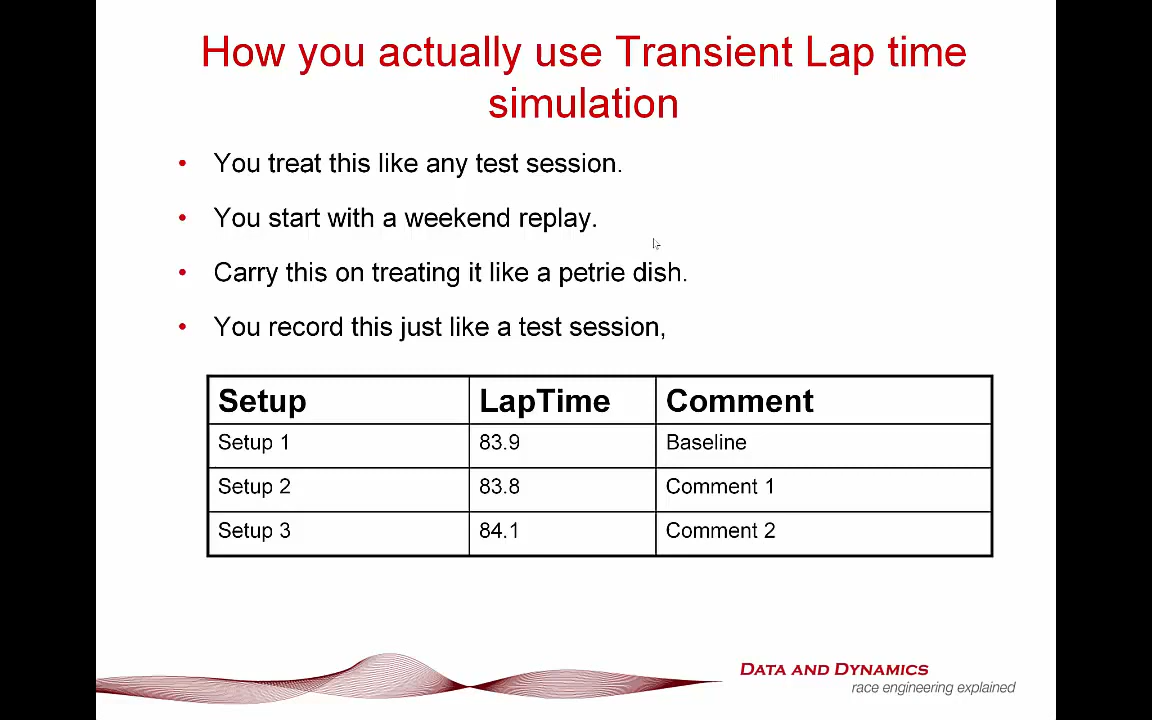 How you actually use Transient Lap time
simulation
• You treat this like any test session.
• You start with a weekend replay.
• Carry this on treating it like a petrie dish.
• You record this just like a test session,
Setup LapTime Comment
Setup 1 83.9 Baseline
Setup 2 83.8 Comment 1
Setup 3 84.1 Comment 2
DATA AND DYNAMICS
race engineering explained